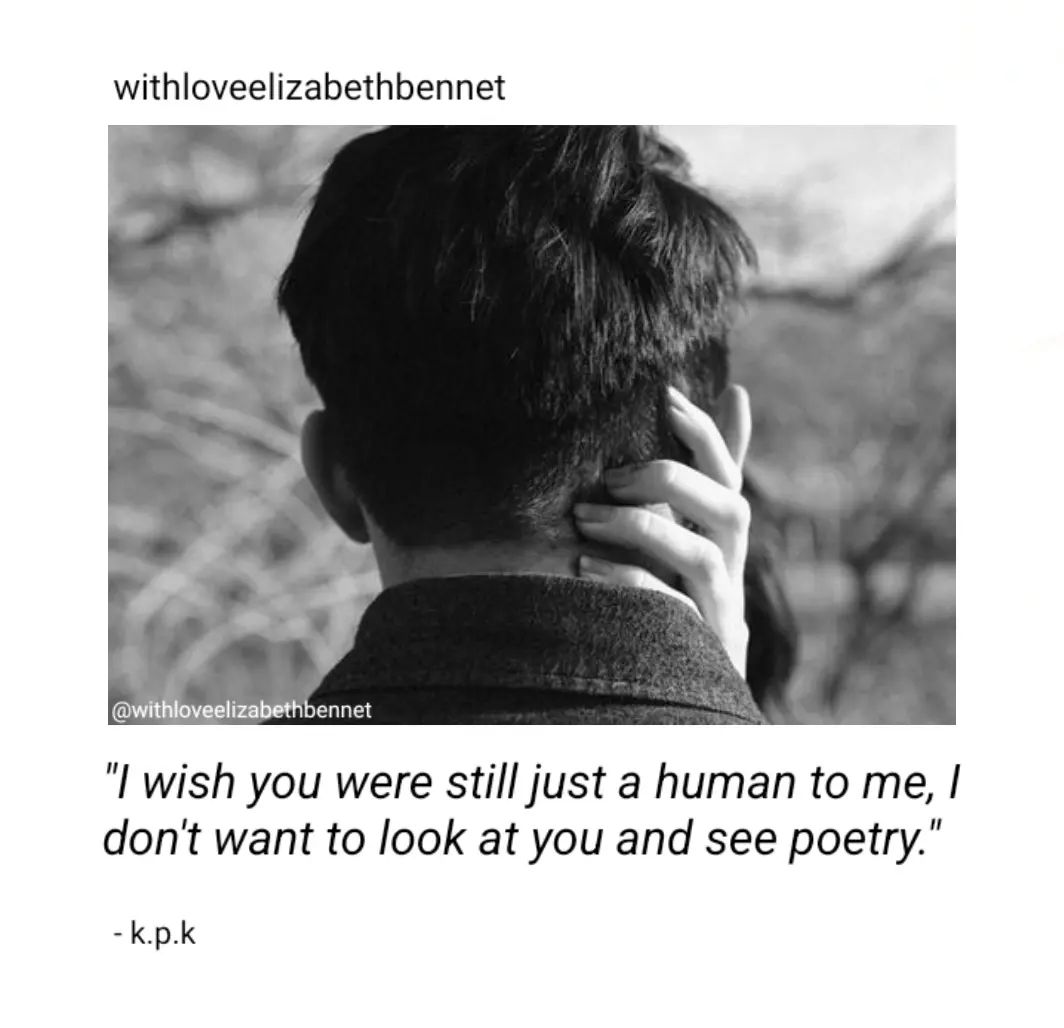 withloveelizabethbennet
@withloveelizabethbennet
"I wish you were still just a human to me, I
don't want to look at you and see poetry."
- k.p.k